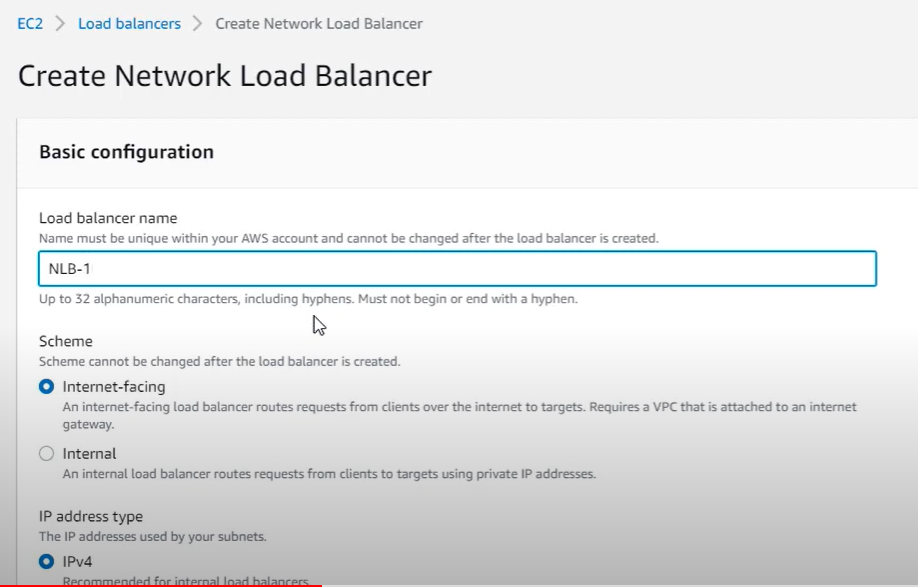 EC2 > Load balancers > Create Network Load Balancer
Create Network Load Balancer
Basic configuration
Load balancer name
Name must be unique within your AWS account and cannot be changed after the load balancer is created.
NLB-1
Up to 32 alphanumeric characters, including hyphens. Must not begin or end with a hyphen.
Scheme
Scheme cannot be changed after the load balancer is created.
Internet-facing
An internet-facing load balancer routes requests from clients over the internet to targets. Requires a VPC that is attached to an internet
gateway.
Internal
An internal load balancer routes requests from clients to targets using private IP addresses.
IP address type
The IP addresses used by your subnets.
IPv4
Recommended for internal load balancers.